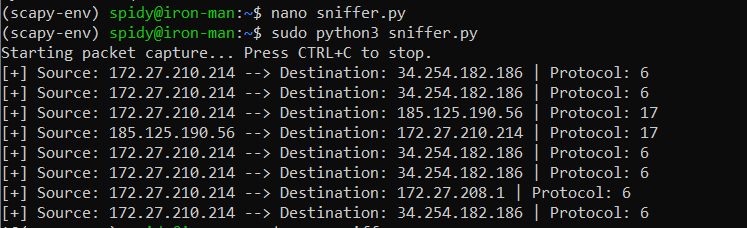 (scapy-env) spidy@iron-man:~$ nano sniffer.py
(scapy-env) spidy@iron-man:~$ sudo python3 sniffer.py
Starting packet capture... Press CTRL+C to stop.
[+] Source: 172.27.210.214 --> Destination: 34.254.182.186 | Protocol: 6
[+] Source: 172.27.210.214 --> Destination: 34.254.182.186 | Protocol: 6
[+] Source: 172.27.210.214 --> Destination: 185.125.190.56 | Protocol: 17
[+] Source: 185.125.190.56 --> Destination: 172.27.210.214 | Protocol: 17
[+] Source: 172.27.210.214 --> Destination: 34.254.182.186 | Protocol: 6
[+] Source: 172.27.210.214 --> Destination: 34.254.182.186 | Protocol: 6
[+] Source: 172.27.210.214 --> Destination: 172.27.208.1 | Protocol: 6
[+] Source: 172.27.210.214 --> Destination: 34.254.182.186 | Protocol: 6